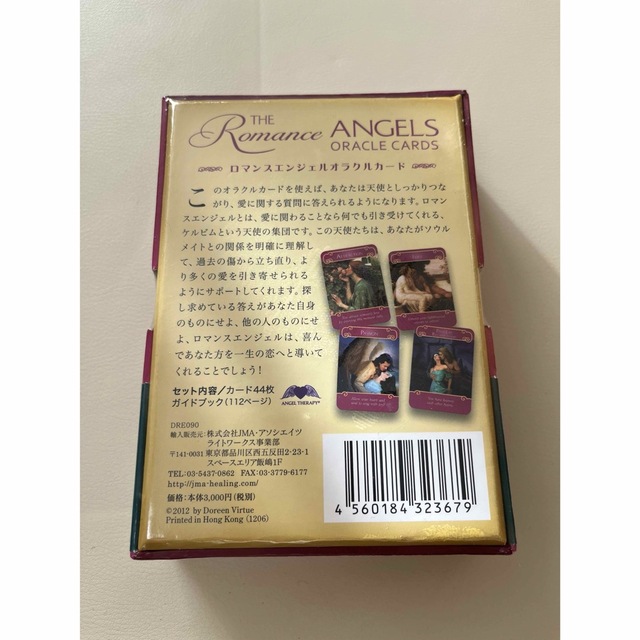 THE
Romance ANGELS
ORACLE CARDS
ロマンスエンジェルオラクルカード
このオラクルカードを使えば、あなたは天使としっかりつな
がり、愛に関する質問に答えられるようになります。ロマ
ンスエンジェルとは、愛に関わることなら何でも引き受けてくれる、
ケルビムという天使の集団です。この天使たちは、あなたがソウル
メイトとの関係を明確に理解し
て、過去の傷から立ち直り、よ
り多くの愛を引き寄せられる
ようにサポートしてくれます。探
し求めている答えがあなた自身
のものにせよ、他の人のものにせ
よ、ロマンスエンジェルは、喜ん
であなた方を一生の恋へと導いて
くれることでしょう!
セット内容/カード44枚
ガイドブック(112ページ)
ANGEL THERAPY®
DRE090
輸入販売元:株式会社JMA・アソシエイツ
ライトワークス事業部
〒141-0031 東京都品川区西五反田2-23-1
スペースエリア飯嶋1F
TEL:03-5437-0862 FAX:03-3779-6177
http://jma-healing.com/
価格:本体3,000円(税別)
©2012 by Doreen Virtue
Printed in Hong Kong (1206)
4 560184 323679